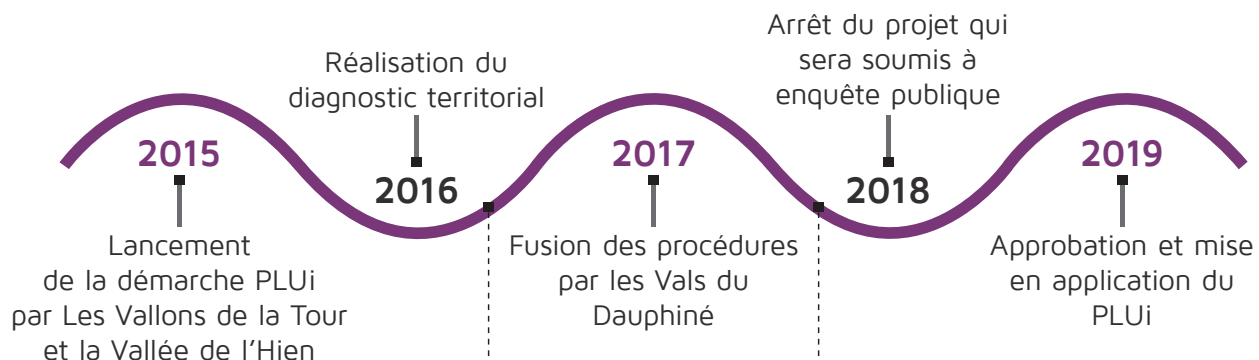 2015
Lancement
de la démarche PLUi
par Les Vallons de la Tour
et la Vallée de l’Hien
Réalisation du
diagnostic territorial
2016
2017
Fusion des procédures
par les Vals du
Dauphiné
Arrêt du projet qui
sera soumis à
enquête publique
2018
2019
Approbation et mise
en application du
PLUi